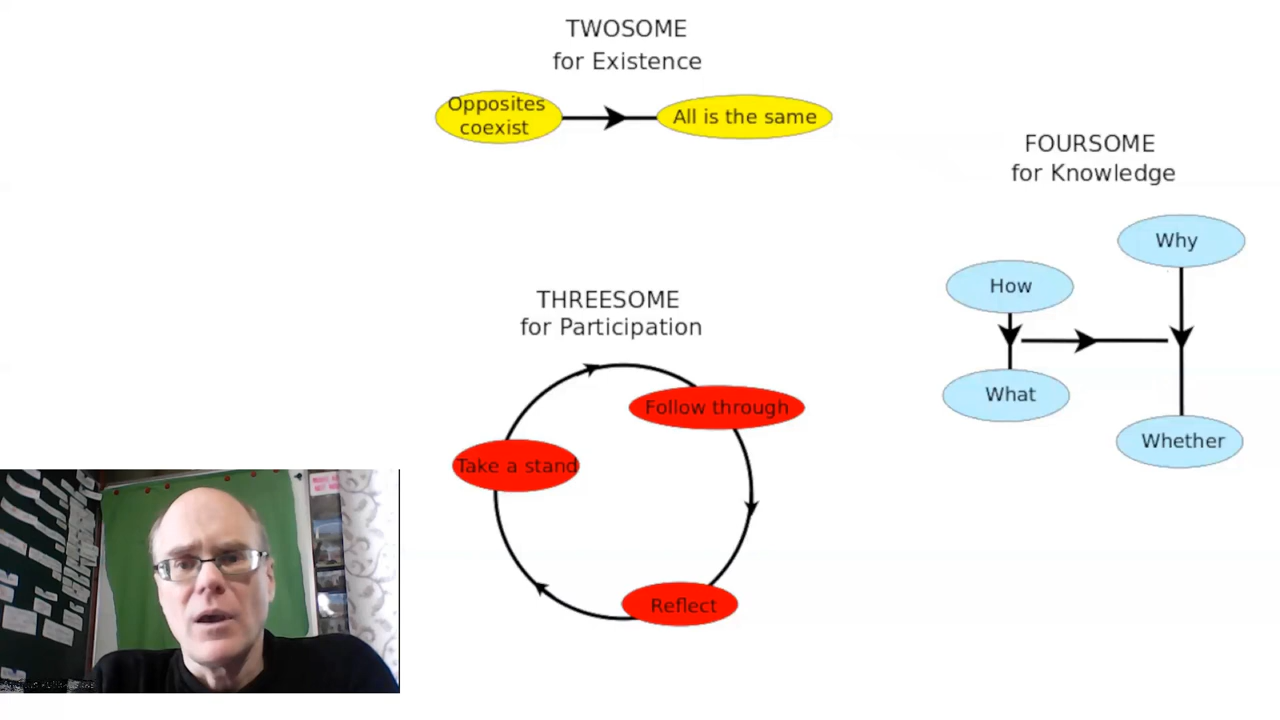 TWOSOME
for Existence
Opposites
coexist
All is the same
FOURSOME
for Knowledge
Why
How
What
Whether
THREESOME
for Participation
Follow through
Take a stand
Reflect